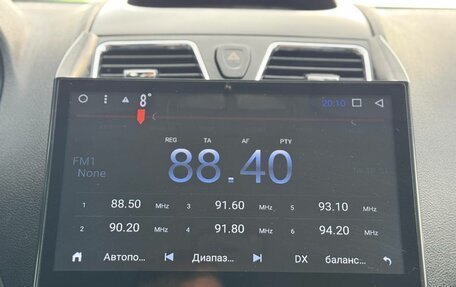 8° 20:10
REG TA AF PTY
FM1 88.40
None
1 88.50 MHz 3 91.60 MHz 5 93.10 MHz
2 90.20 MHz 4 91.80 MHz 6 94.20 MHz
Автопо... Диапаз... DX баланс...